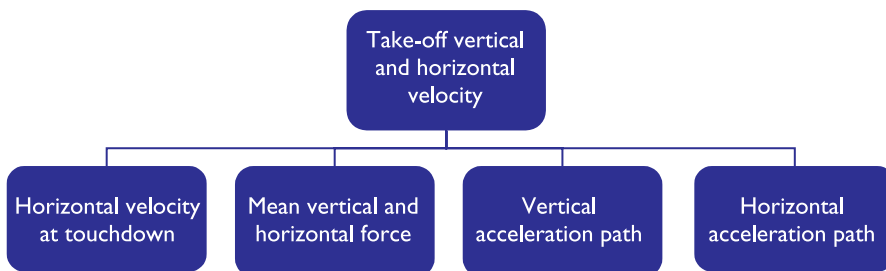 Take-off vertical
and horizontal
velocity
Horizontal velocity
at touchdown
Mean vertical and
horizontal force
Vertical
acceleration path
Horizontal
acceleration path